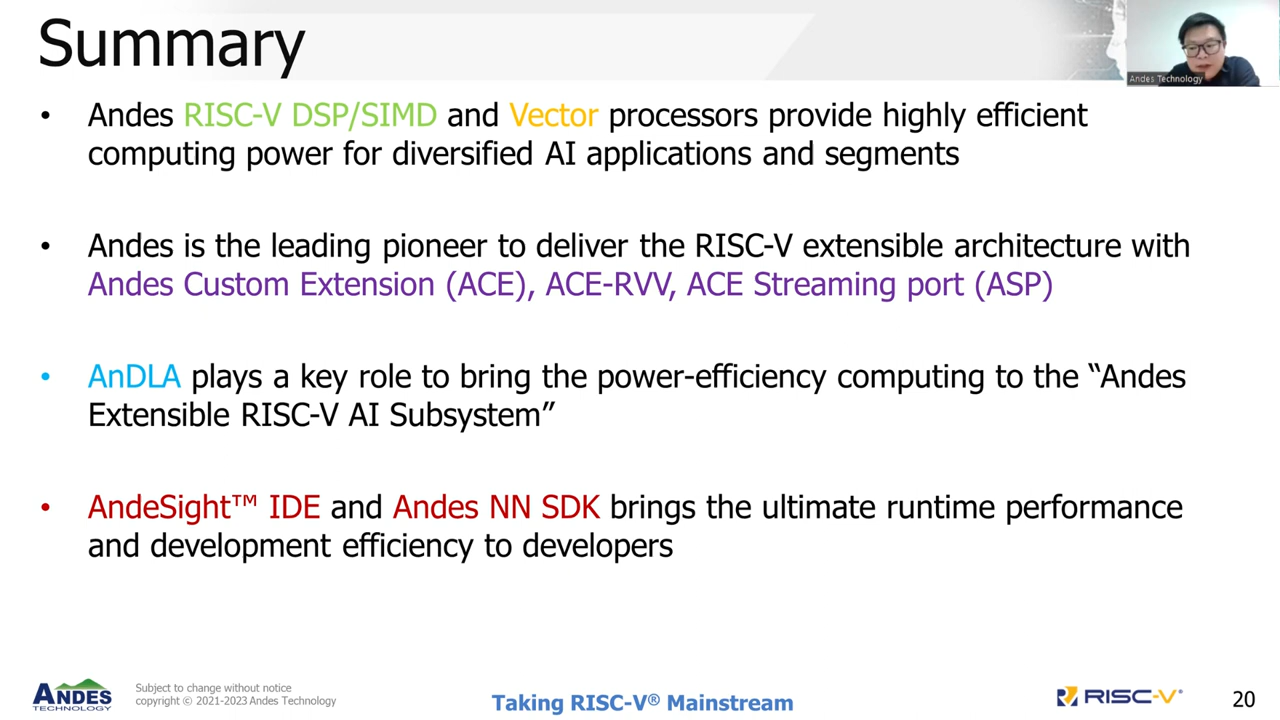 Summary
Andes Technology
• Andes RISC-V DSP/SIMD and Vector processors provide highly efficient
computing power for diversified AI applications and segments
• Andes is the leading pioneer to deliver the RISC-V extensible architecture with
Andes Custom Extension (ACE), ACE-RVV, ACE Streaming port (ASP)
• AnDLA plays a key role to bring the power-efficiency computing to the “Andes
Extensible RISC-V AI Subsystem”
• AndeSight™ IDE and Andes NN SDK brings the ultimate runtime performance
and development efficiency to developers
ANDES
TECHNOLOGY
Subject to change without notice
copyright © 2021-2023 Andes Technology
Taking RISC-V® Mainstream
RISC-V®
20